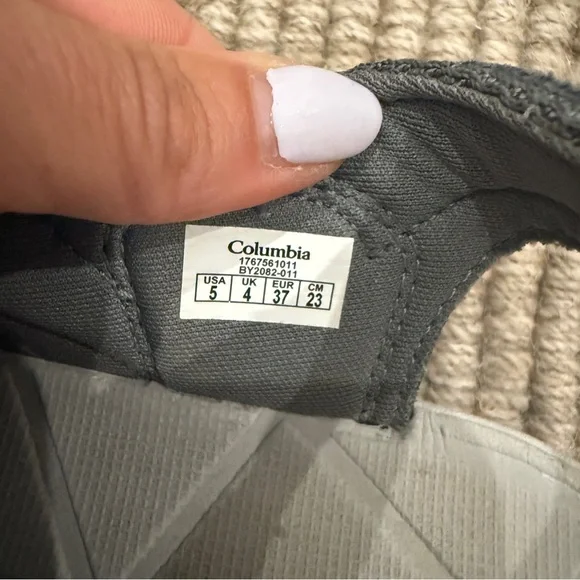 Columbia
1767561011
BY2082-011
USA UK EUR CM
5 4 37 23